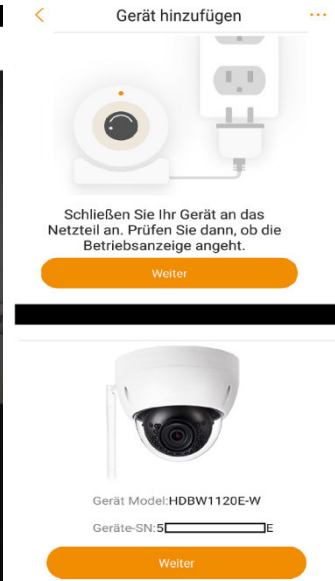 Gerät hinzufügen
Schließen Sie Ihr Gerät an das
Netzteil an. Prüfen Sie dann, ob die
Betriebsanzeige angeht.
Weiter
Gerät Model:HDBW1120E-W
Geräte-SN:5 E
Weiter